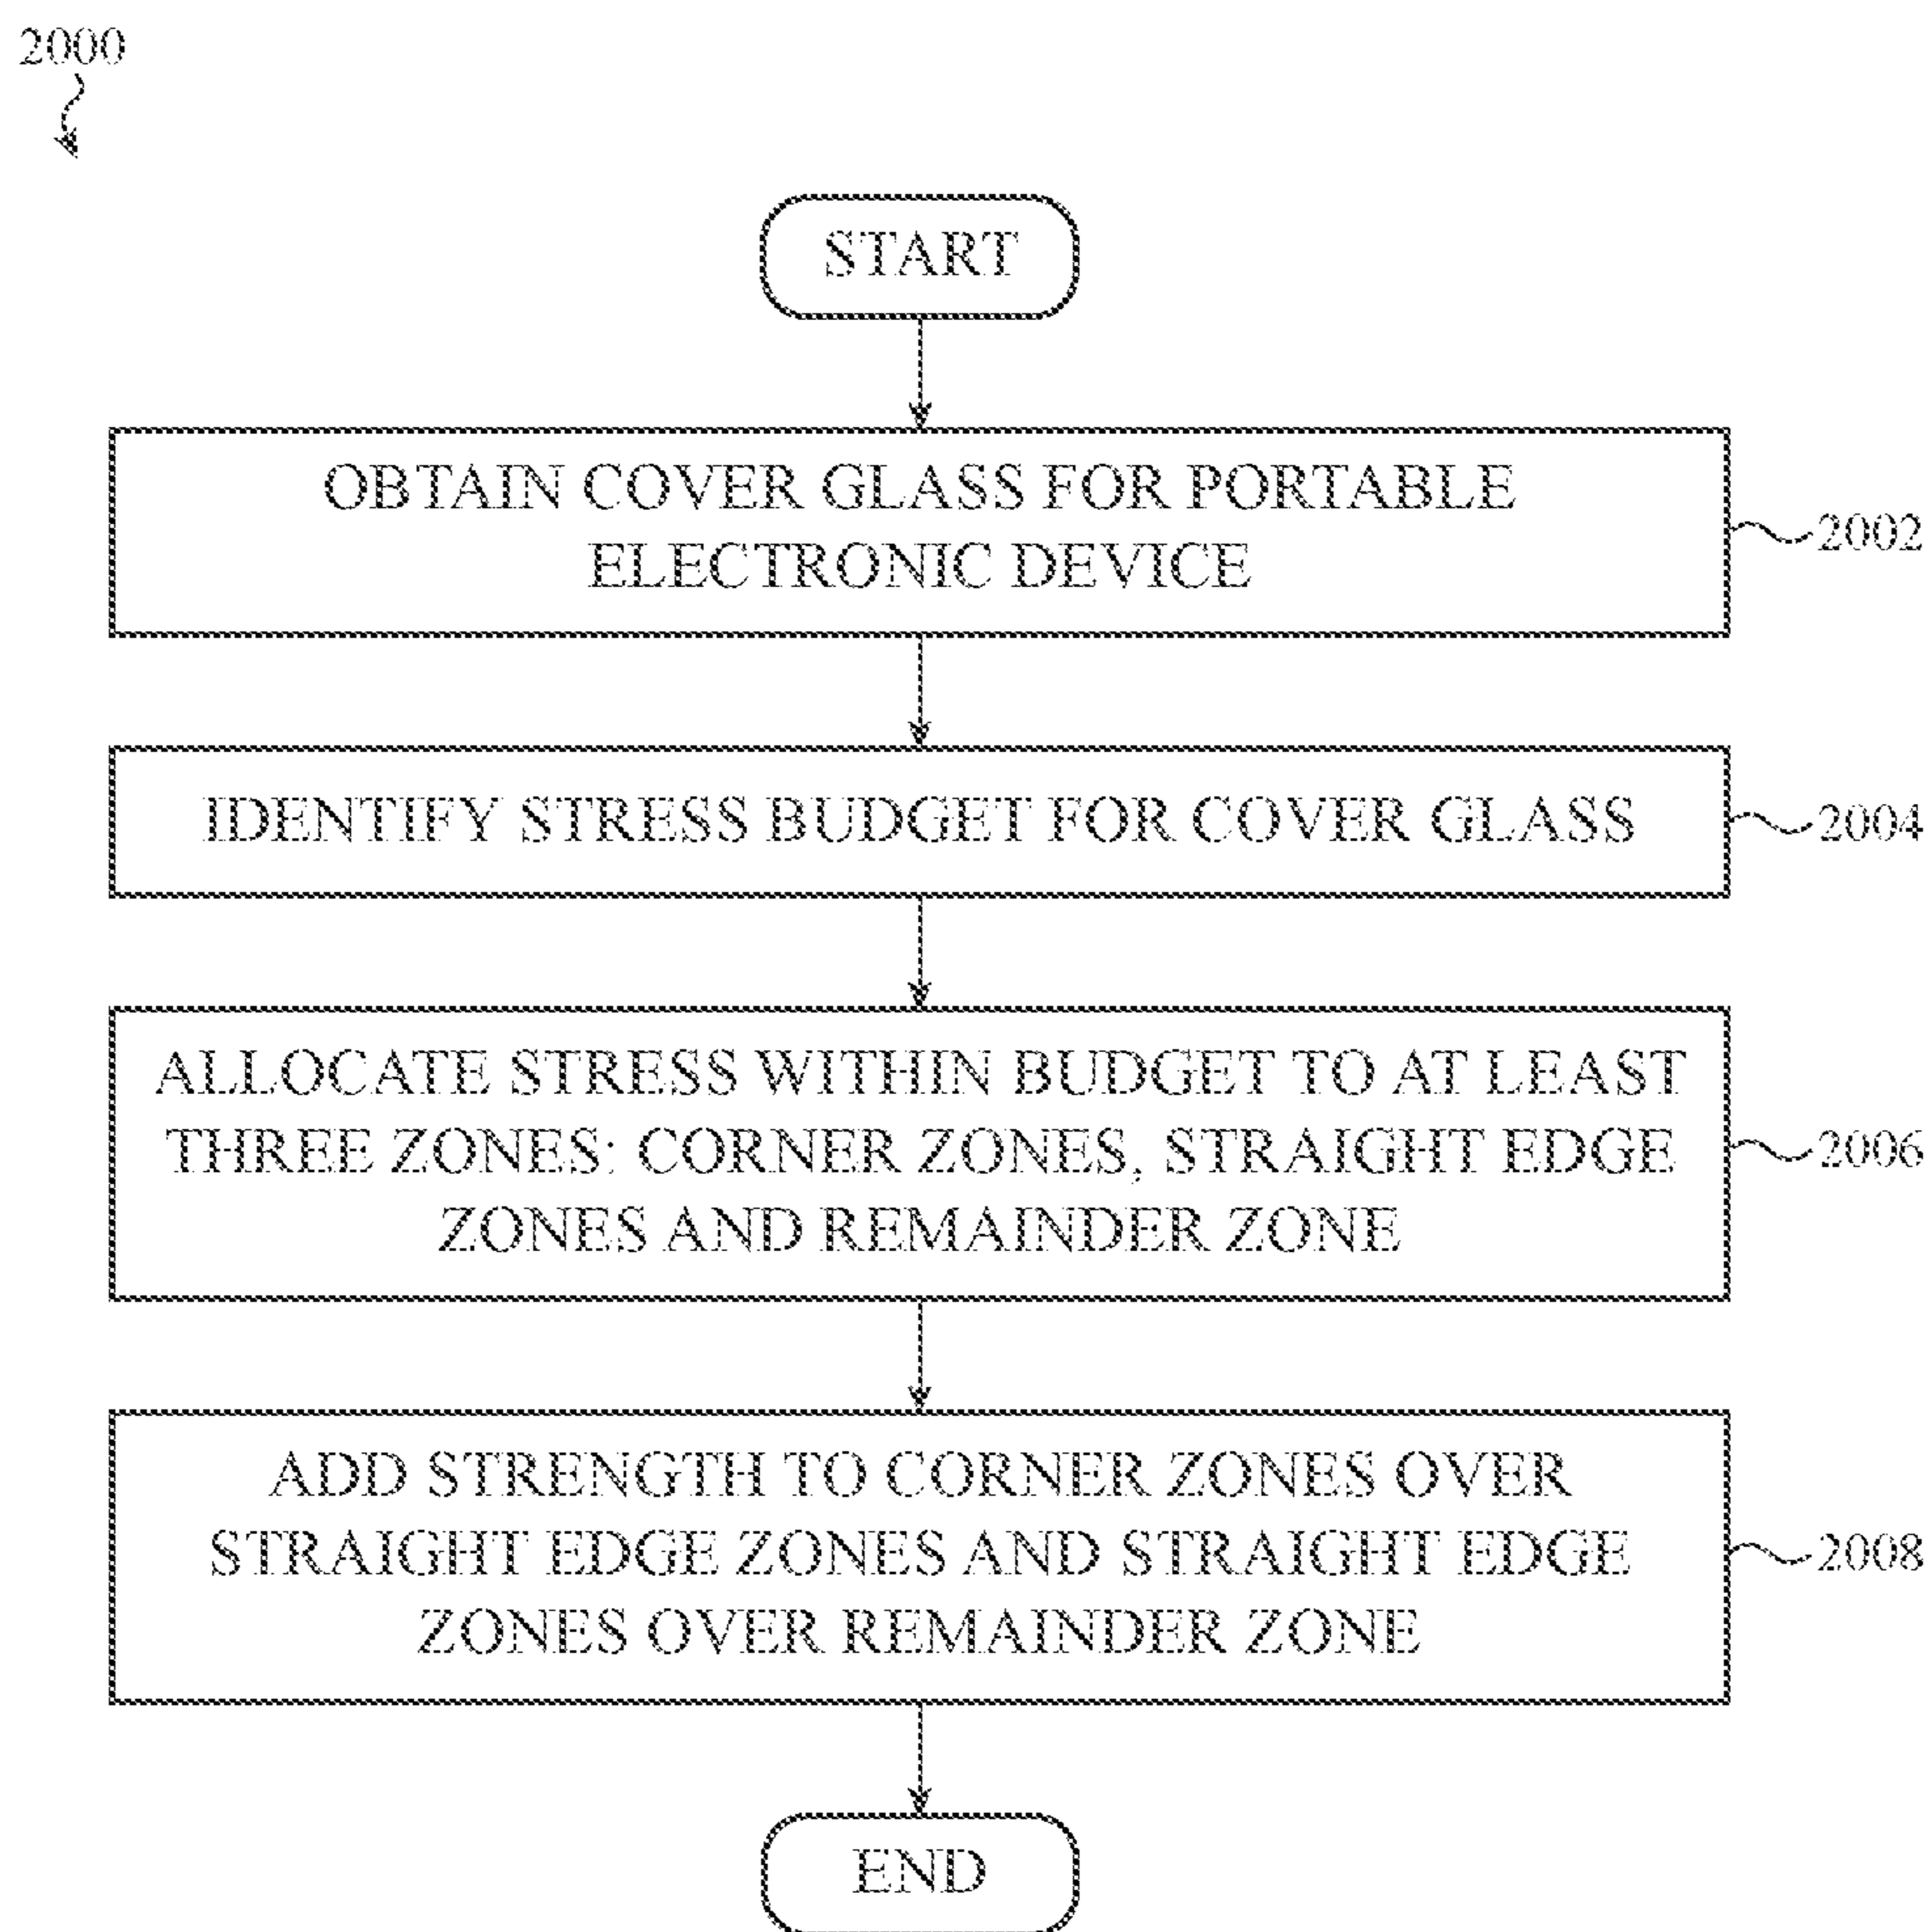 2000
START
OBTAIN COVER GLASS FOR PORTABLE
ELECTRONIC DEVICE
2002
IDENTIFY STRESS BUDGET FOR COVER GLASS
2004
ALLOCATE STRESS WITHIN BUDGET TO AT LEAST
THREE ZONES: CORNER ZONES, STRAIGHT EDGE
ZONES AND REMAINDER ZONE
2006
ADD STRENGTH TO CORNER ZONES OVER
STRAIGHT EDGE ZONES AND STRAIGHT EDGE
ZONES OVER REMAINDER ZONE
2008
END